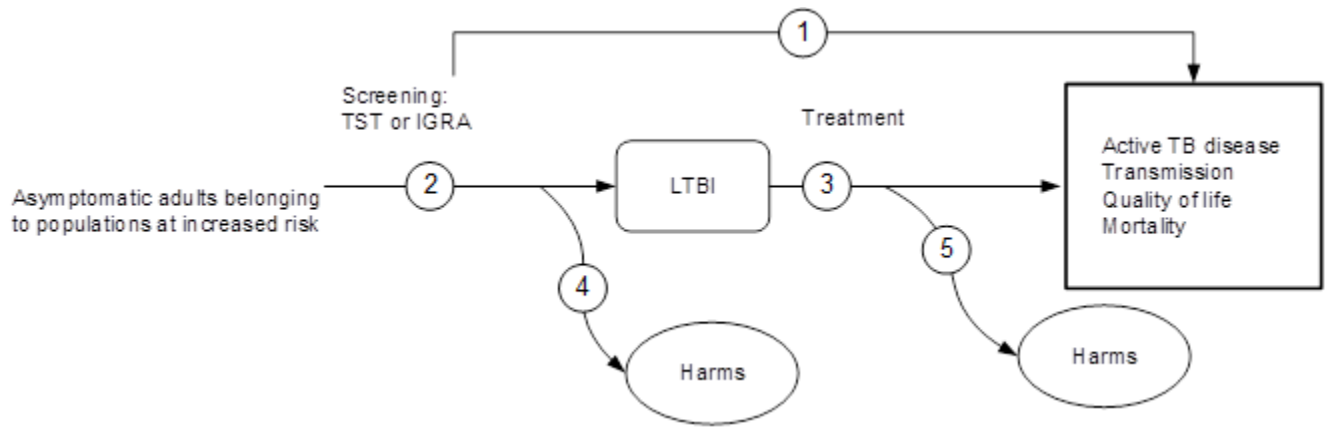 1
Screening:
TST or IGRA
Treatment
Asymptomatic adults belonging
to populations at increased risk
2
LTBI
3
Active TB disease
Transmission
Quality of life
Mortality
4
5
Harms
Harms